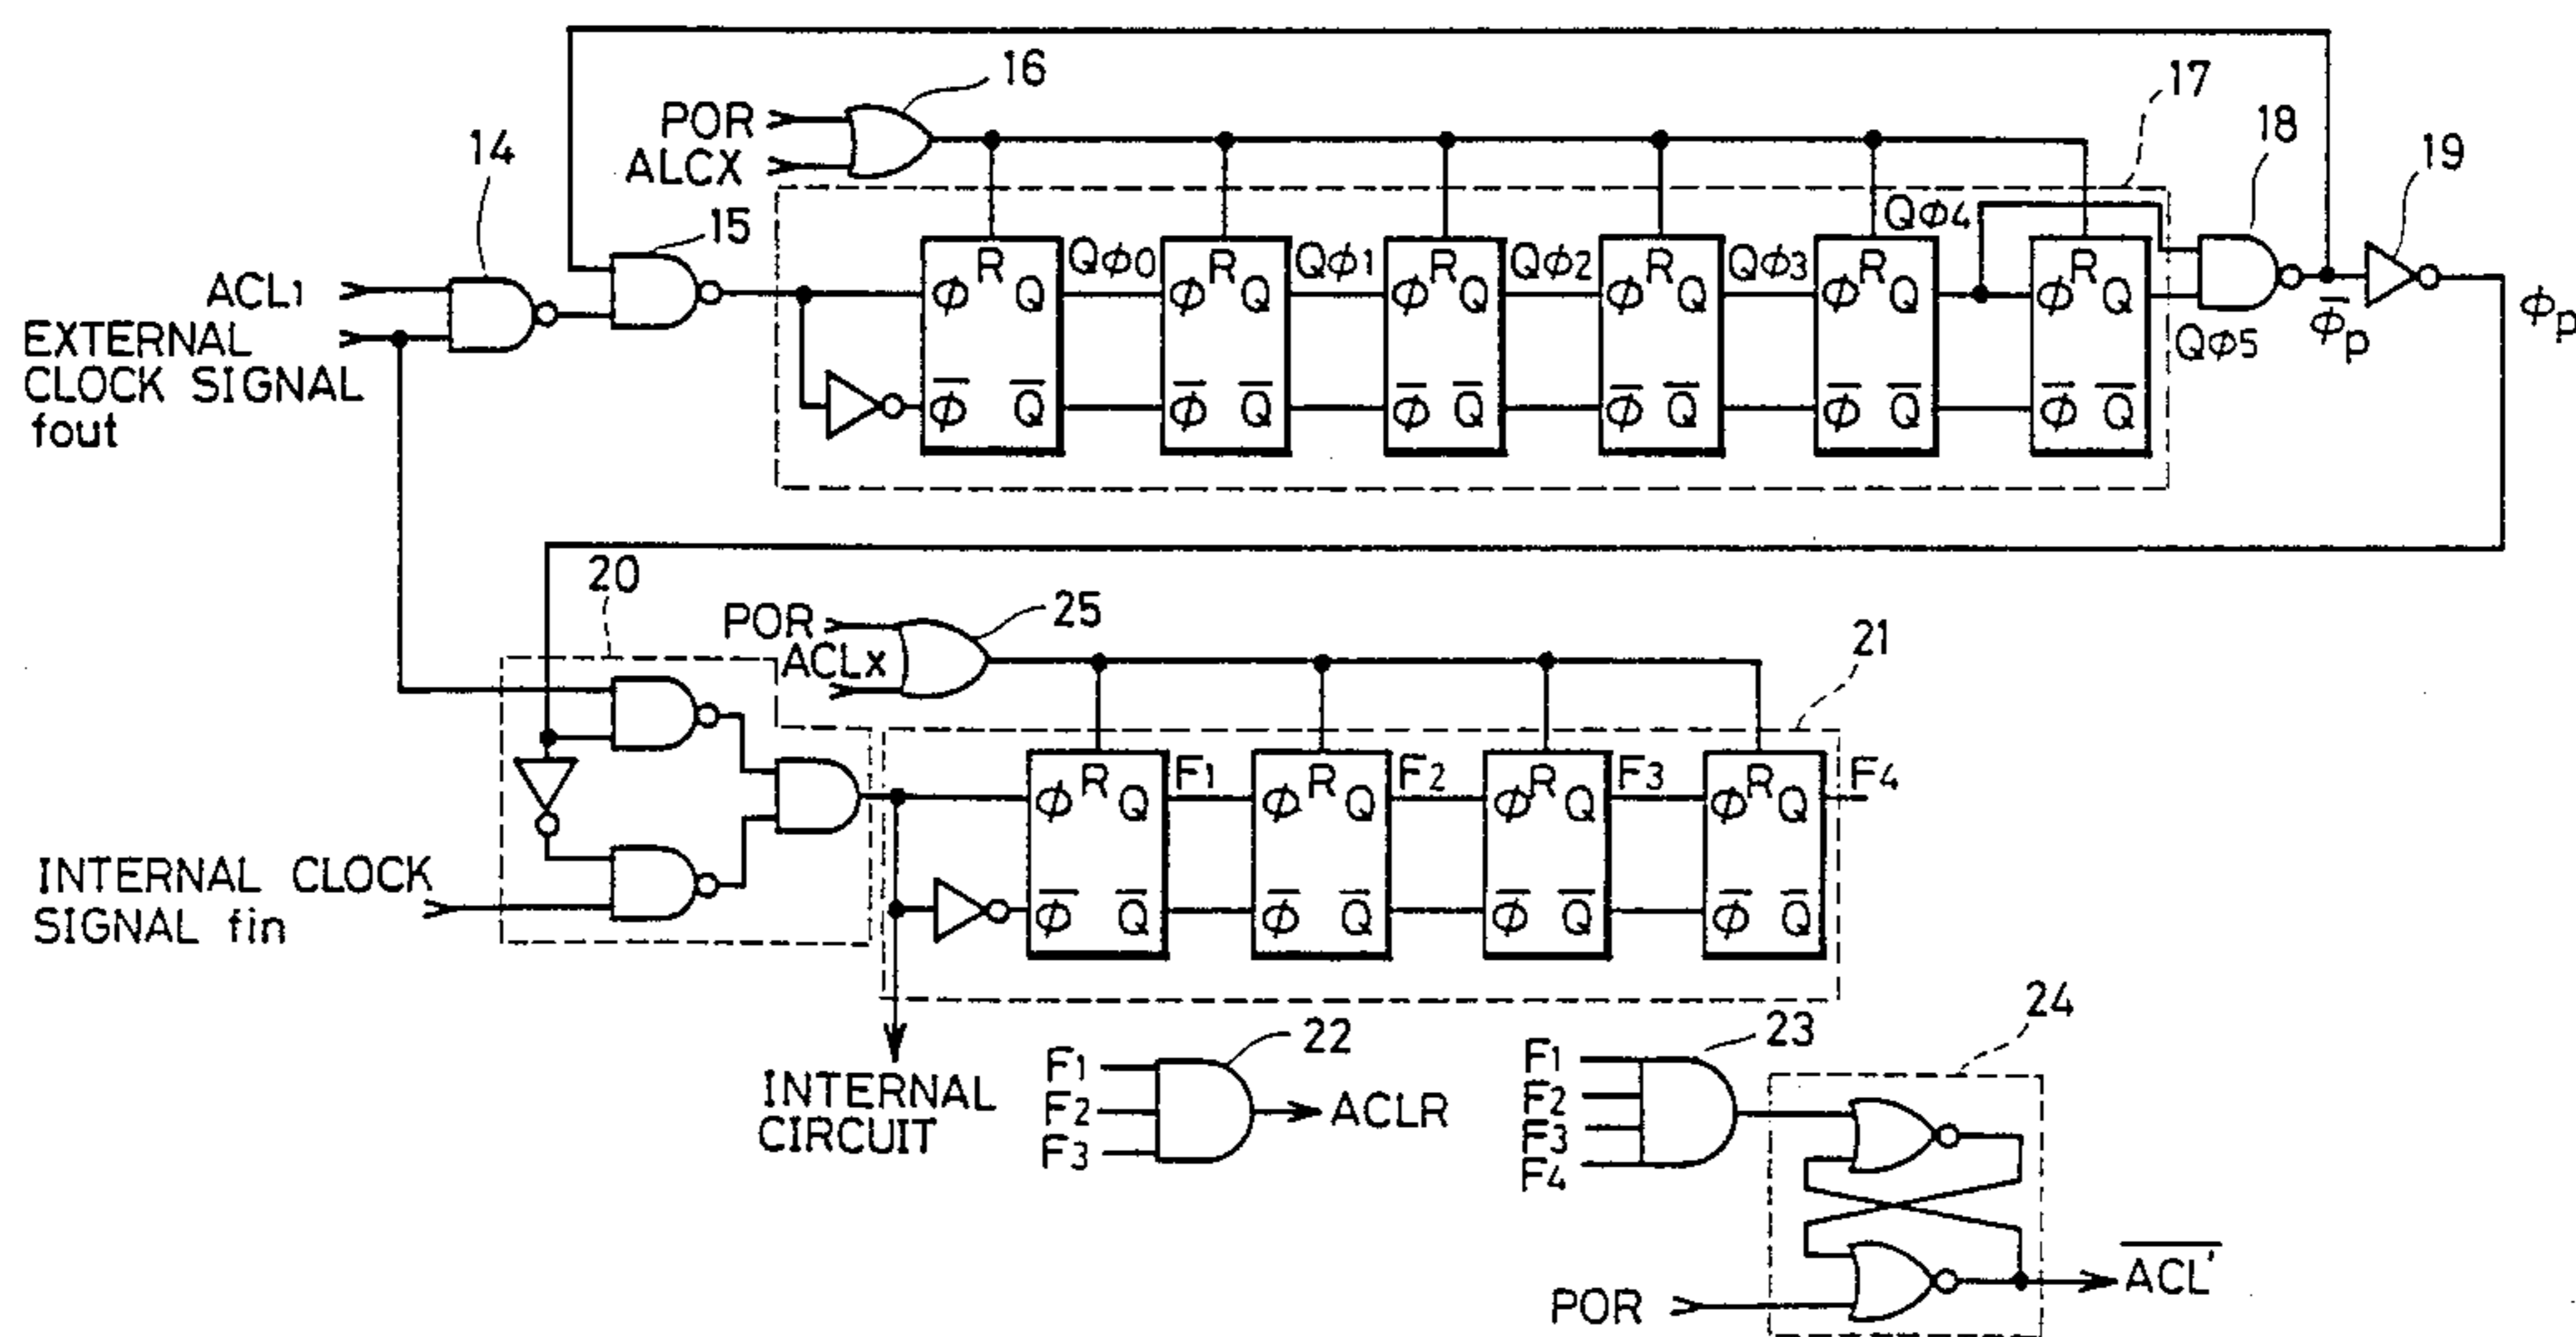 16
17
POR
ALCX
14
15
18
19
ACL1
EXTERNAL
CLOCK SIGNAL
fout
ϕ R Q
ϕ̅ Q̅
Qϕ0
ϕ R Q
ϕ̅ Q̅
Qϕ1
ϕ R Q
ϕ̅ Q̅
Qϕ2
ϕ R Q
ϕ̅ Q̅
Qϕ3
ϕ R Q
ϕ̅ Q̅
Qϕ4
ϕ R Q
ϕ̅ Q̅
Qϕ5
ϕ̅p
ϕp
20
POR
ACLx
25
21
INTERNAL CLOCK
SIGNAL fin
ϕ R Q
ϕ̅ Q̅
F1
ϕ R Q
ϕ̅ Q̅
F2
ϕ R Q
ϕ̅ Q̅
F3
ϕ R Q
ϕ̅ Q̅
F4
INTERNAL
CIRCUIT
F1
F2
F3
22
ACLR
F1
F2
F3
F4
23
24
POR
A̅C̅L̅'̅